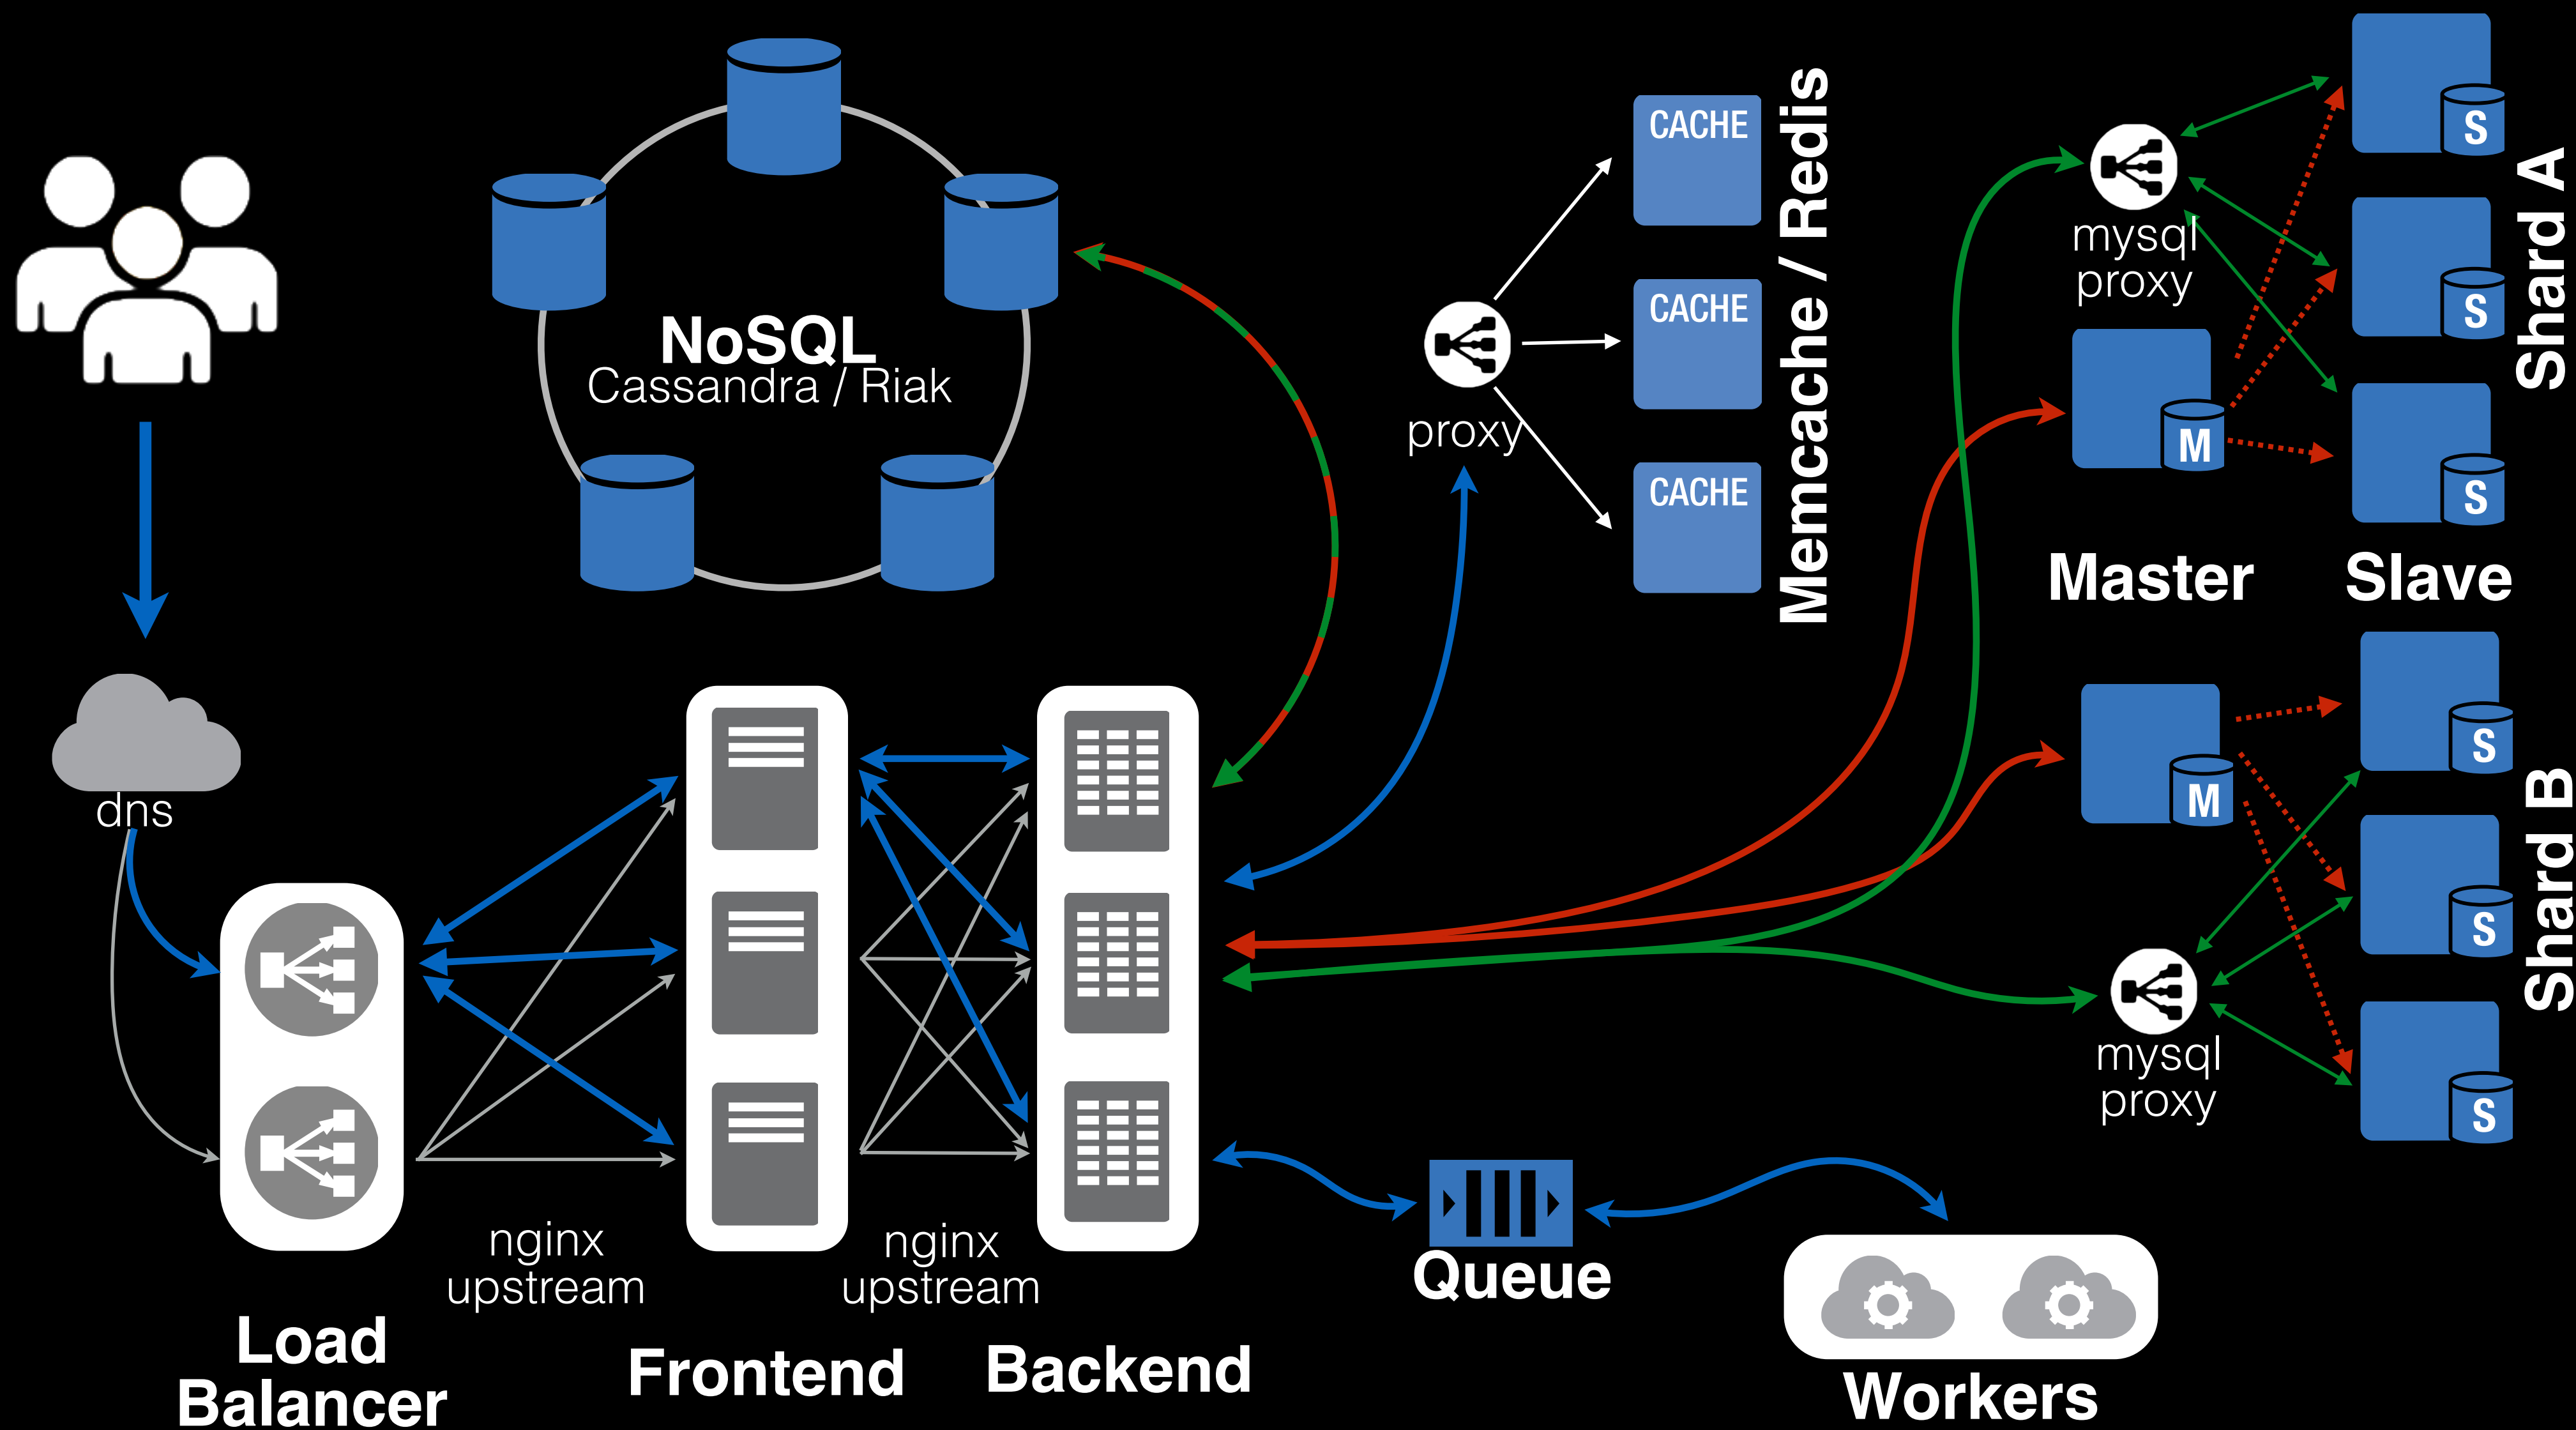 NoSQL
Cassandra / Riak
dns
Load
Balancer
nginx
upstream
Frontend
nginx
upstream
Backend
proxy
CACHE
CACHE
CACHE
Memcache / Redis
mysql
proxy
M
S
S
S
Shard A
Master
Slave
M
S
S
S
Shard B
mysql
proxy
Queue
Workers